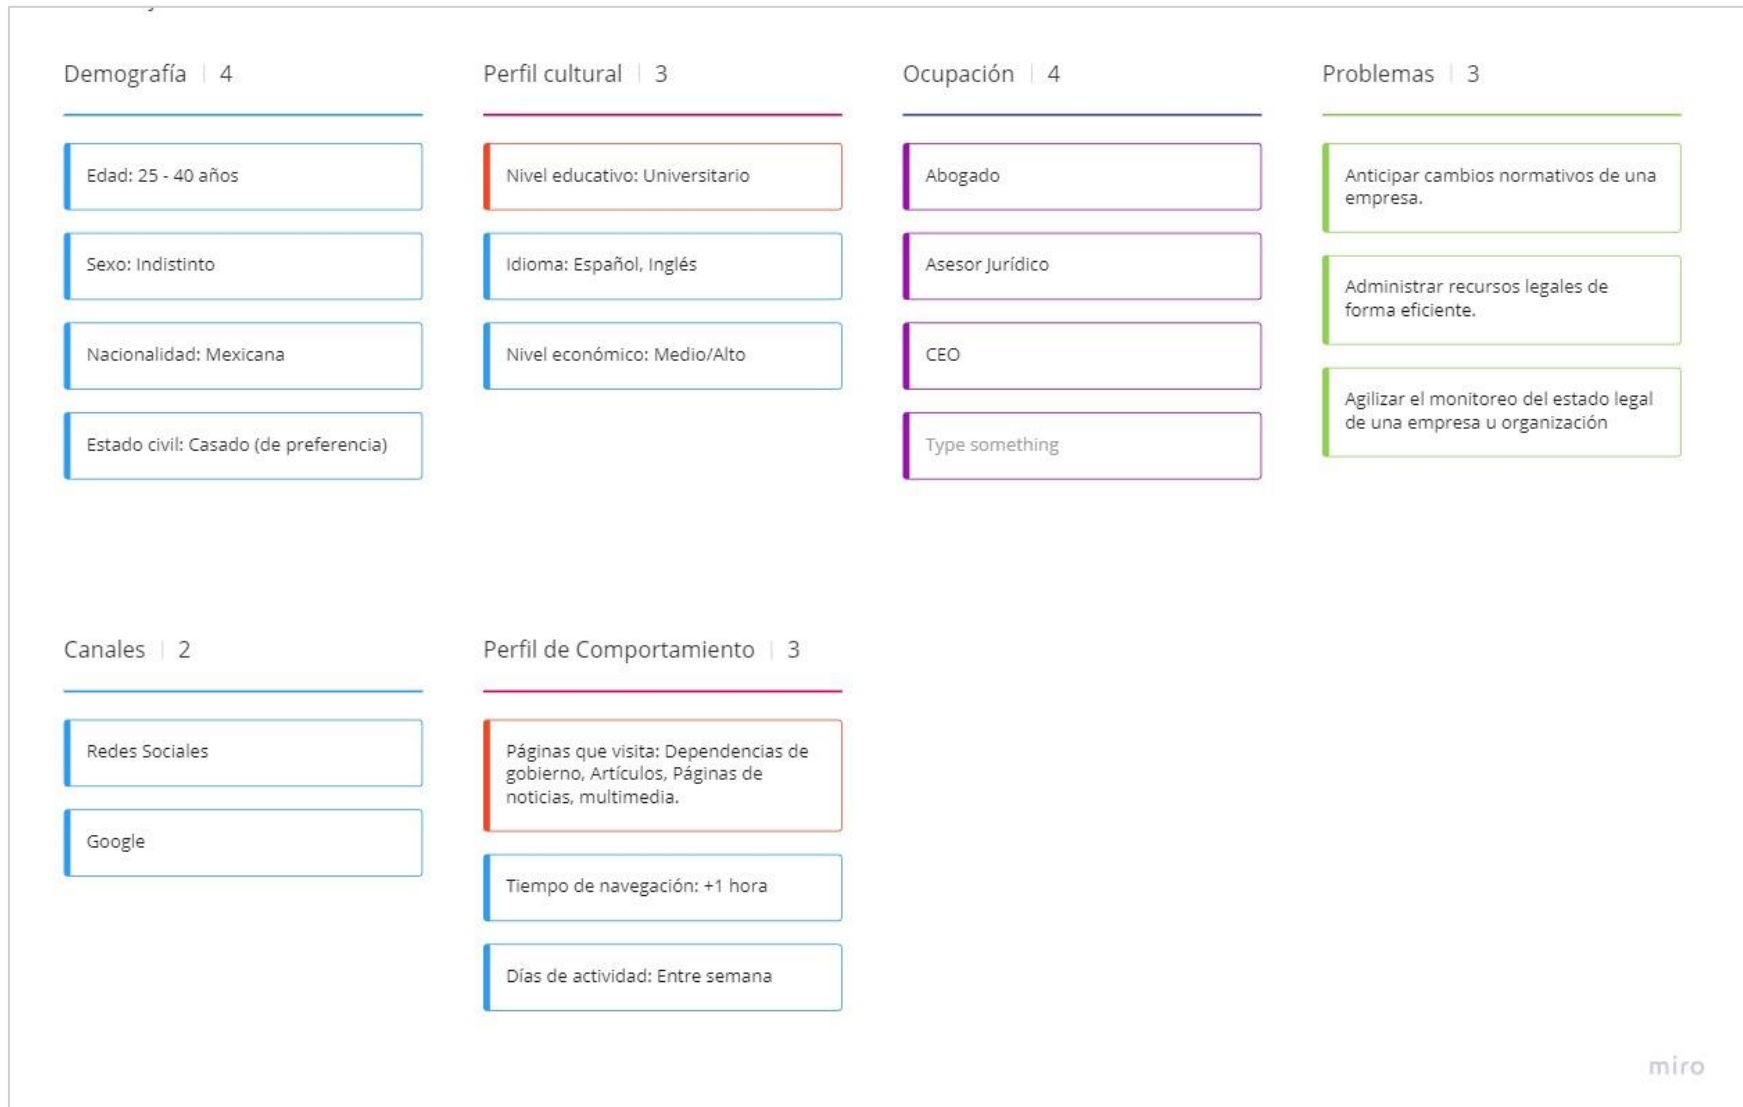 Demografía | 4
Edad: 25 - 40 años
Sexo: Indistinto
Nacionalidad: Mexicana
Estado civil: Casado (de preferencia)
Perfil cultural | 3
Nivel educativo: Universitario
Idioma: Español, Inglés
Nivel económico: Medio/Alto
Ocupación | 4
Abogado
Asesor Jurídico
CEO
Type something
Problemas | 3
Anticipar cambios normativos de una
empresa.
Administrar recursos legales de
forma eficiente.
Agilizar el monitoreo del estado legal
de una empresa u organización
Canales | 2
Redes Sociales
Google
Perfil de Comportamiento | 3
Páginas que visita: Dependencias de
gobierno, Artículos, Páginas de
noticias, multimedia.
Tiempo de navegación: +1 hora
Días de actividad: Entre semana
miro